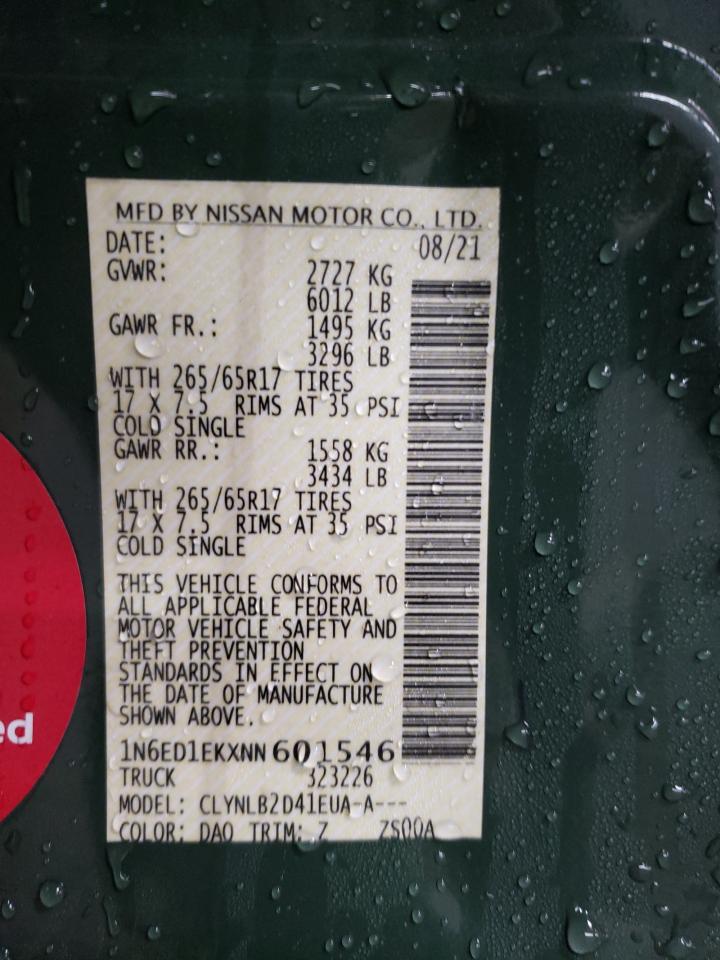 MFD BY NISSAN MOTOR CO., LTD.
DATE: 08/21
GVWR: 2727 KG
6012 LB
GAWR FR.: 1495 KG
3296 LB
WITH 265/65R17 TIRES
17 X 7.5 RIMS AT 35 PSI
COLD SINGLE
GAWR RR.: 1558 KG
3434 LB
WITH 265/65R17 TIRES
17 X 7.5 RIMS AT 35 PSI
COLD SINGLE
THIS VEHICLE CONFORMS TO
ALL APPLICABLE FEDERAL
MOTOR VEHICLE SAFETY AND
THEFT PREVENTION
STANDARDS IN EFFECT ON
THE DATE OF MANUFACTURE
SHOWN ABOVE.
1N6ED1EKXNN601546
TRUCK 323226
MODEL: CLYNLB2D41EUA-A---
COLOR: DAO TRIM: Z ZS00A
ed